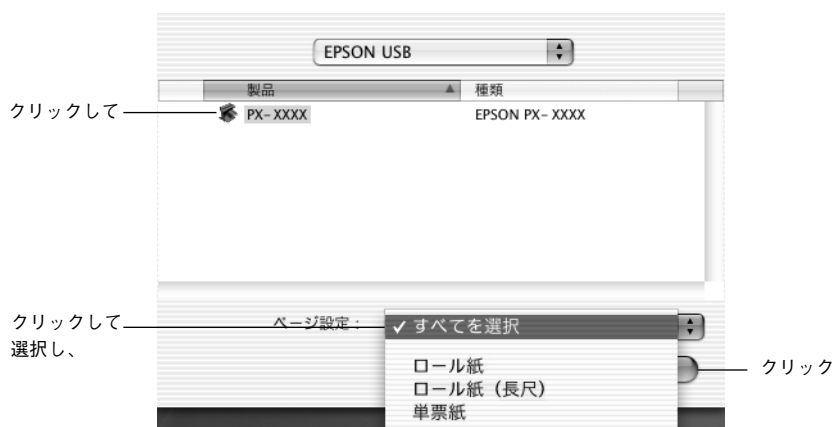 EPSON USB
製品 種類
クリックして PX-XXXX EPSON PX-XXXX
クリックして選択し、
ページ設定： ✓ すべてを選択
ロール紙
クリック
ロール紙（長尺）
単票紙